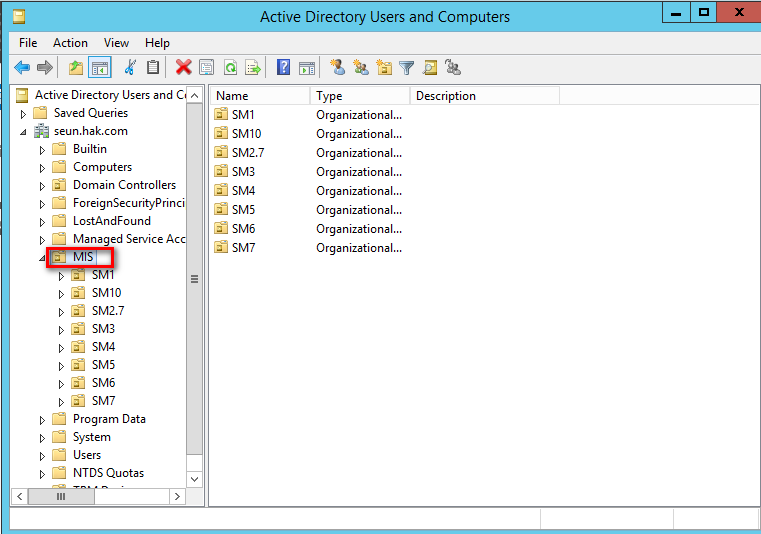 Active Directory Users and Computers
File Action View Help
Active Directory Users and Co
Saved Queries
seun.hak.com
Builtin
Computers
Domain Controllers
ForeignSecurityPrinci
LostAndFound
Managed Service Acc
MIS
SM1
SM10
SM2.7
SM3
SM4
SM5
SM6
SM7
Program Data
System
Users
NTDS Quotas
Name Type Description
SM1 Organizational...
SM10 Organizational...
SM2.7 Organizational...
SM3 Organizational...
SM4 Organizational...
SM5 Organizational...
SM6 Organizational...
SM7 Organizational...